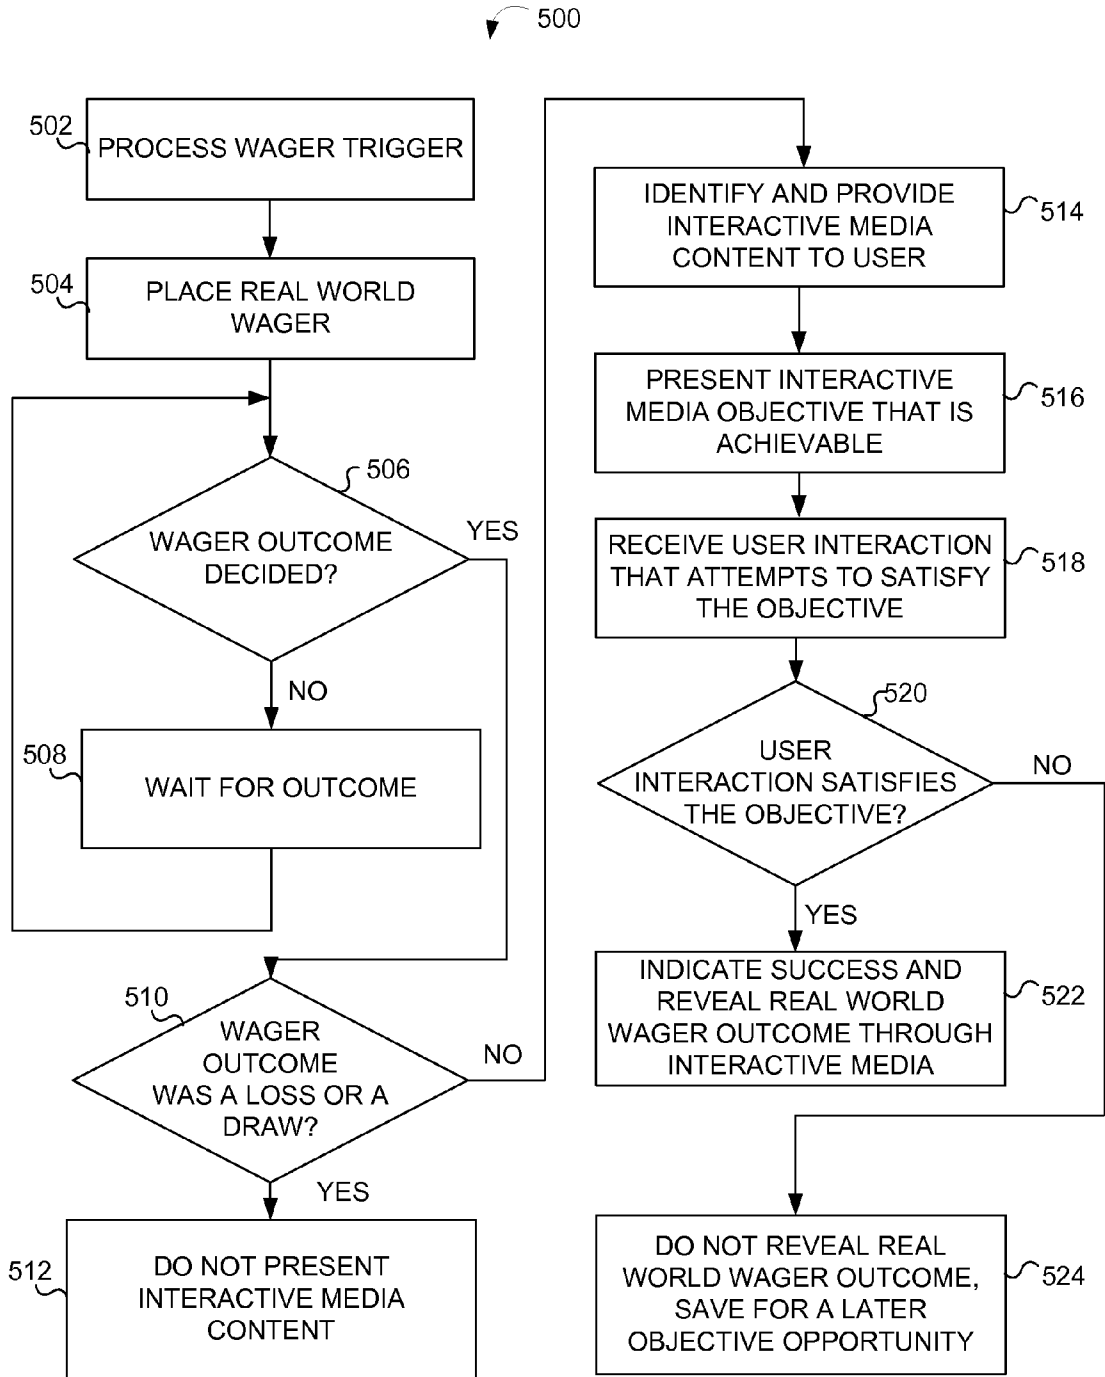 500
502
PROCESS WAGER TRIGGER
504
PLACE REAL WORLD
WAGER
506
WAGER OUTCOME
DECIDED?
YES
NO
508
WAIT FOR OUTCOME
510
WAGER
OUTCOME
WAS A LOSS OR A
DRAW?
NO
YES
512
DO NOT PRESENT
INTERACTIVE MEDIA
CONTENT
IDENTIFY AND PROVIDE
INTERACTIVE MEDIA
CONTENT TO USER
514
PRESENT INTERACTIVE
MEDIA OBJECTIVE THAT IS
ACHIEVABLE
516
RECEIVE USER INTERACTION
THAT ATTEMPTS TO SATISFY
THE OBJECTIVE
518
520
USER
INTERACTION SATISFIES
THE OBJECTIVE?
NO
YES
INDICATE SUCCESS AND
REVEAL REAL WORLD
WAGER OUTCOME THROUGH
INTERACTIVE MEDIA
522
DO NOT REVEAL REAL
WORLD WAGER OUTCOME,
SAVE FOR A LATER
OBJECTIVE OPPORTUNITY
524